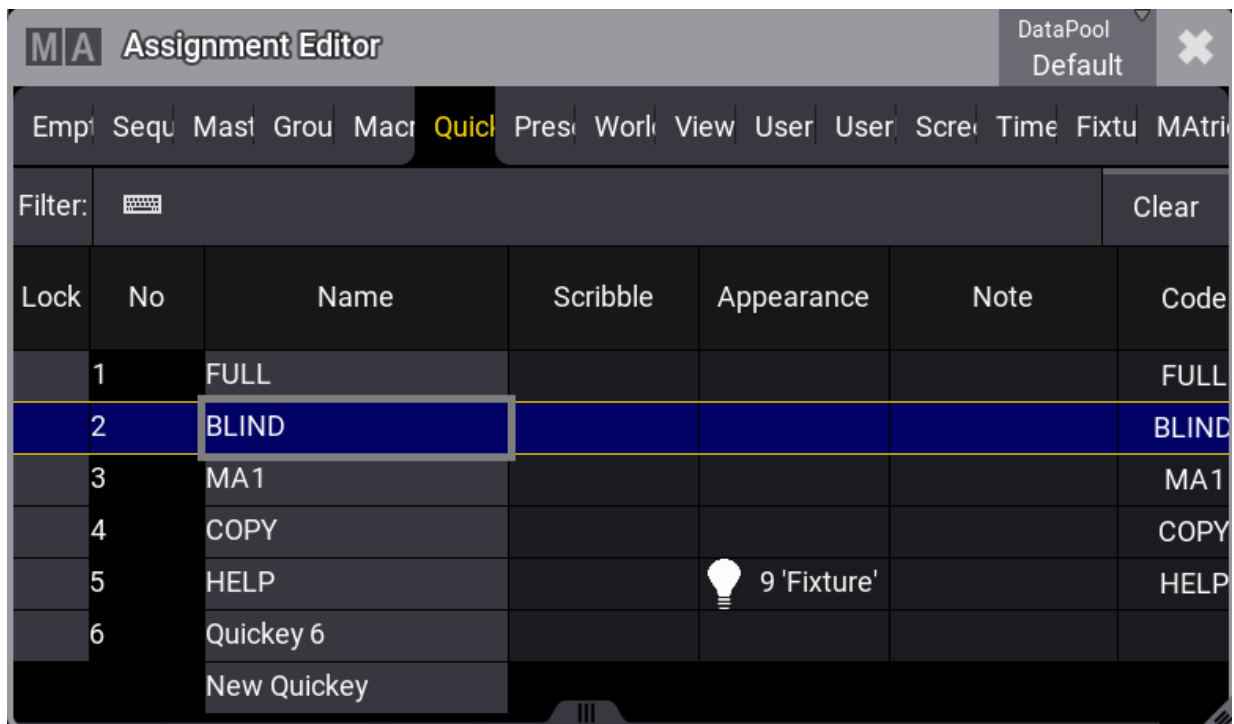 MA Assignment Editor DataPool Default
Sequ Mast Grou Macr Quick Pres Worl View User User Scre Time Fixtu MAtri
Filter: Clear
Lock No Name Scribble Appearance Note Code
1 FULL FULL
2 BLIND BLIND
3 MA1 MA1
4 COPY COPY
5 HELP 9 'Fixture' HELP
6 Quickey 6
New Quickey